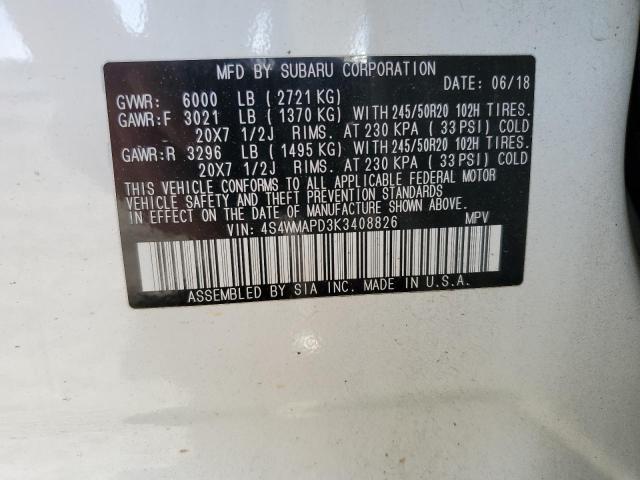 MFD BY SUBARU CORPORATION
DATE: 06/18
GVWR: 6000 LB (2721 KG)
GAWR:F 3021 LB (1370 KG) WITH 245/50R20 102H TIRES.
20X7 1/2J RIMS. AT 230 KPA (33 PSI) COLD
GAWR:R 3296 LB (1495 KG) WITH 245/50R20 102H TIRES.
20X7 1/2J RIMS. AT 230 KPA (33 PSI) COLD
THIS VEHICLE CONFORMS TO ALL APPLICABLE FEDERAL MOTOR
VEHICLE SAFETY AND BUMPER STANDARDS
IN EFFECT ON THE DATE OF MANUFACTURE SHOWN ABOVE.
VIN: 4S4WMAPD3K3408826 MPV
ASSEMBLED BY SIA INC. MADE IN U.S.A.